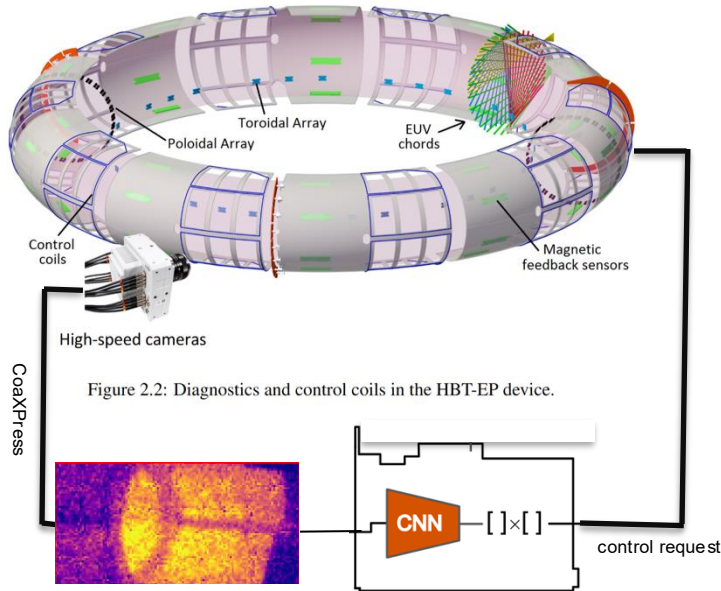 Toroidal Array
Poloidal Array
EUV
chords
Control
coils
Magnetic
feedback sensors
High-speed cameras
Figure 2.2: Diagnostics and control coils in the HBT-EP device.
CoaXPress
CNN
[ ]×[ ]
control request